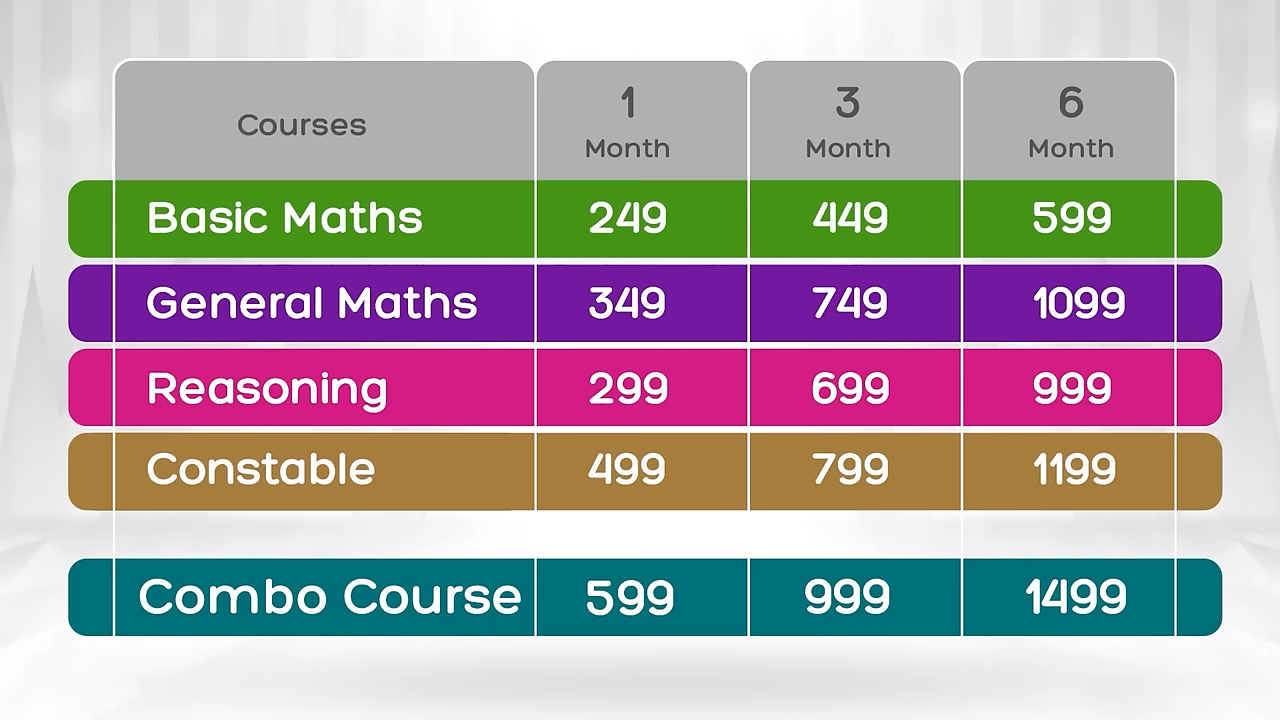 Courses 1 Month 3 Month 6 Month
Basic Maths 249 449 599
General Maths 349 749 1099
Reasoning 299 699 999
Constable 499 799 1199
Combo Course 599 999 1499